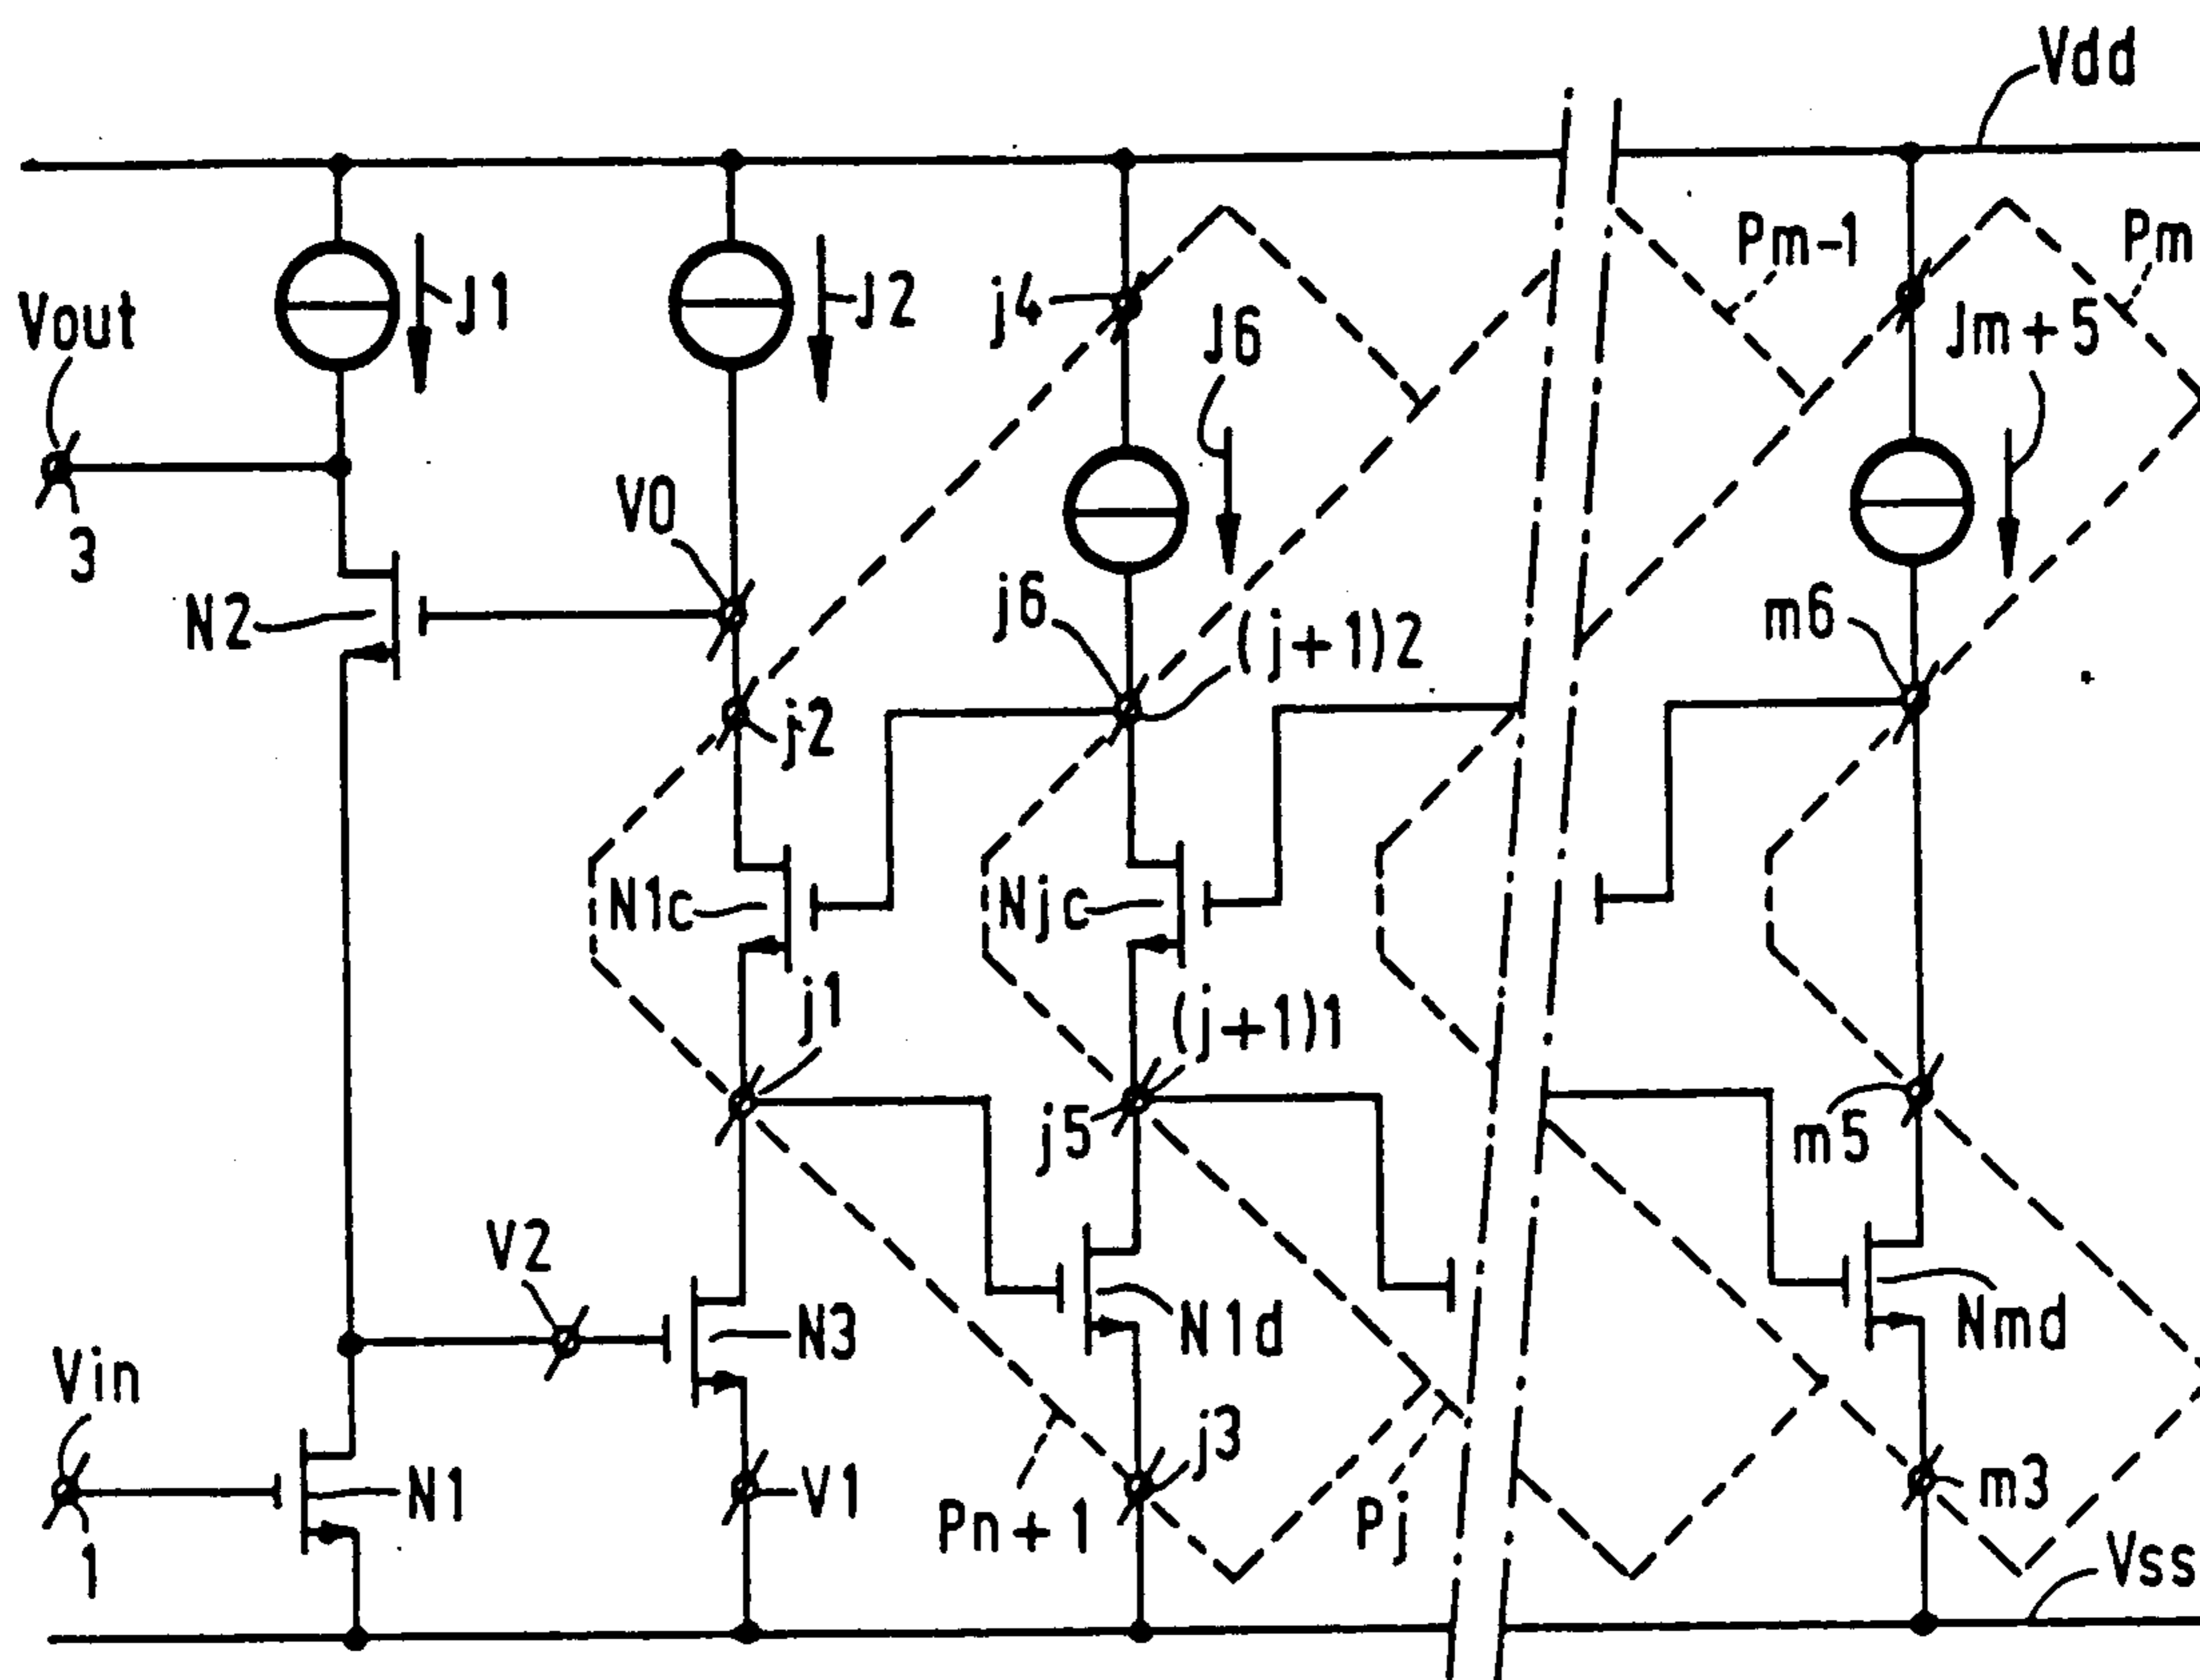 Vdd
Pm-1
Pm
J1
J2
j4
J6
Jm+5
Vout
3
V0
N2
j6
(j+1)2
m6
j2
N1c
Njc
j1
(j+1)1
j5
m5
V2
N3
N1d
Nmd
Vin
N1
V1
j3
m3
Pn+1
Pj
1
Vss